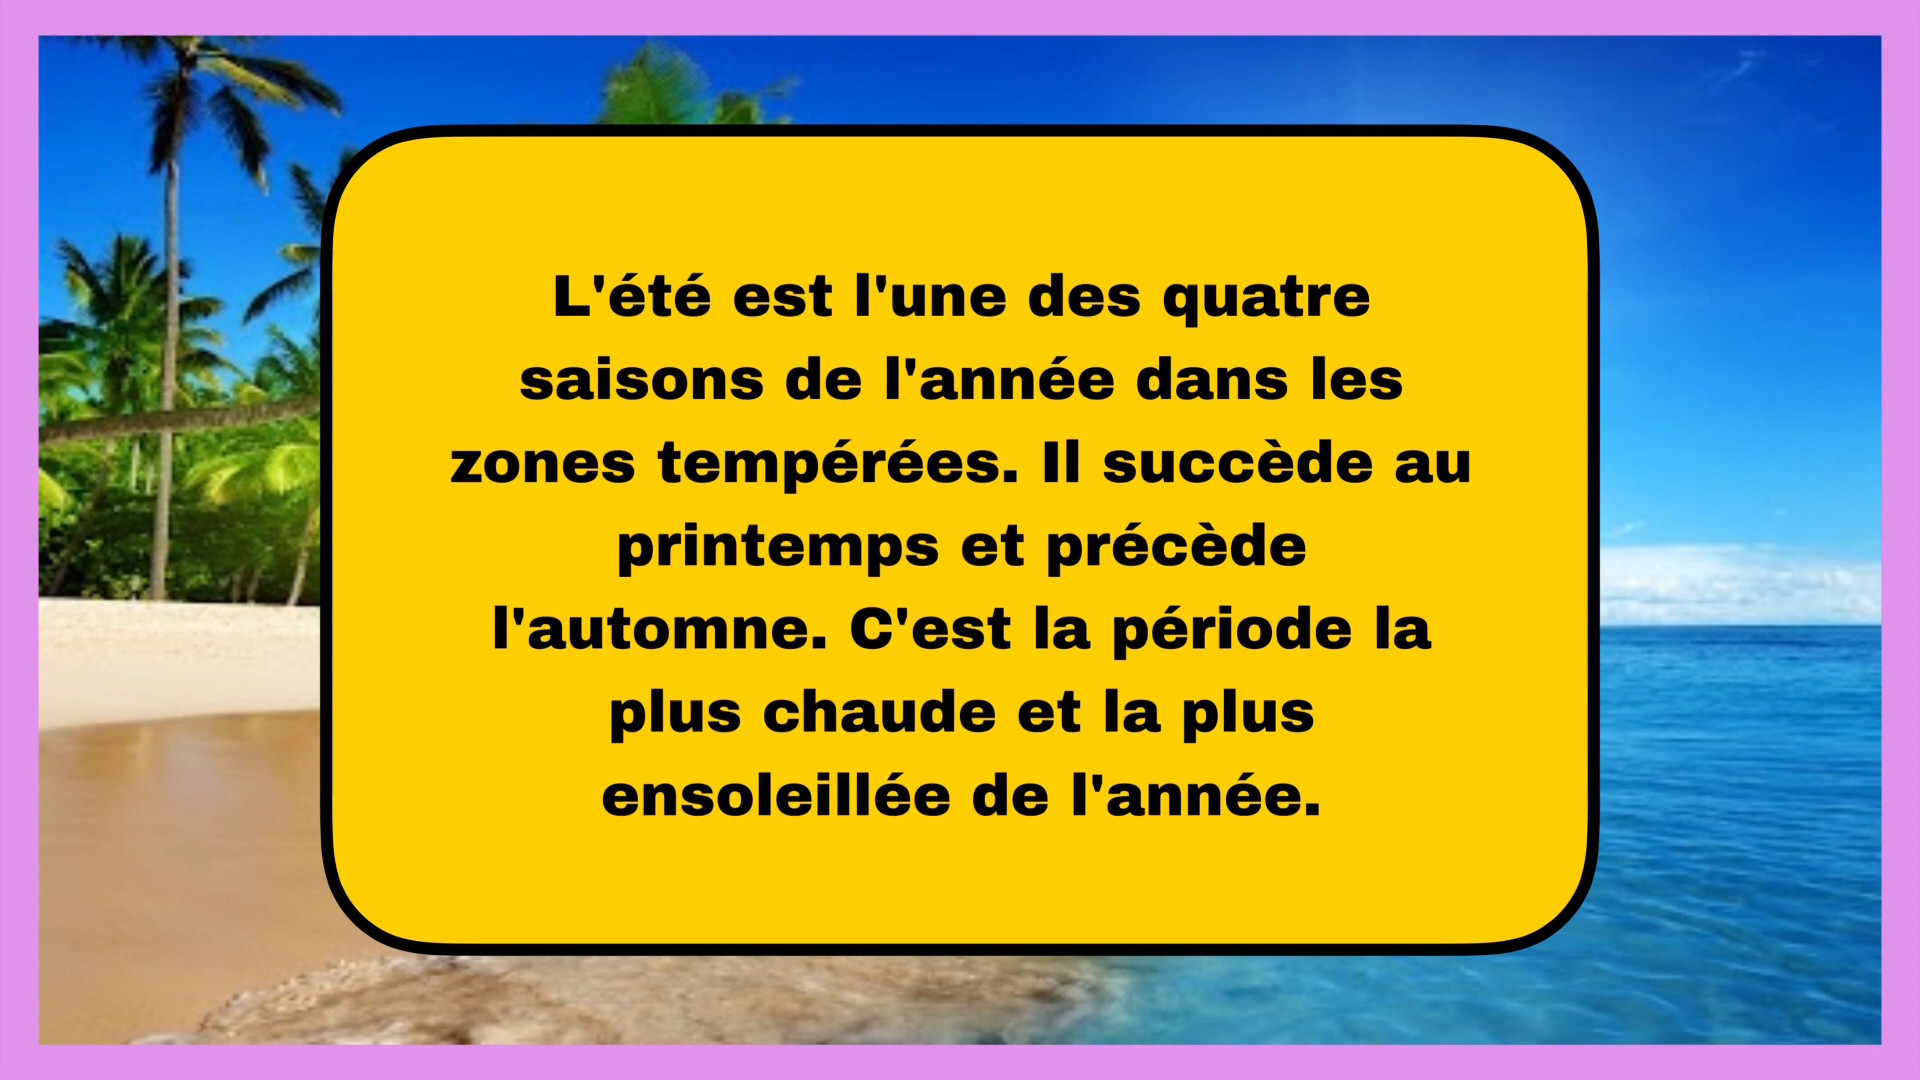 L'été est l'une des quatre
saisons de l'année dans les
zones tempérées. Il succède au
printemps et précède
l'automne. C'est la période la
plus chaude et la plus
ensoleillée de l'année.